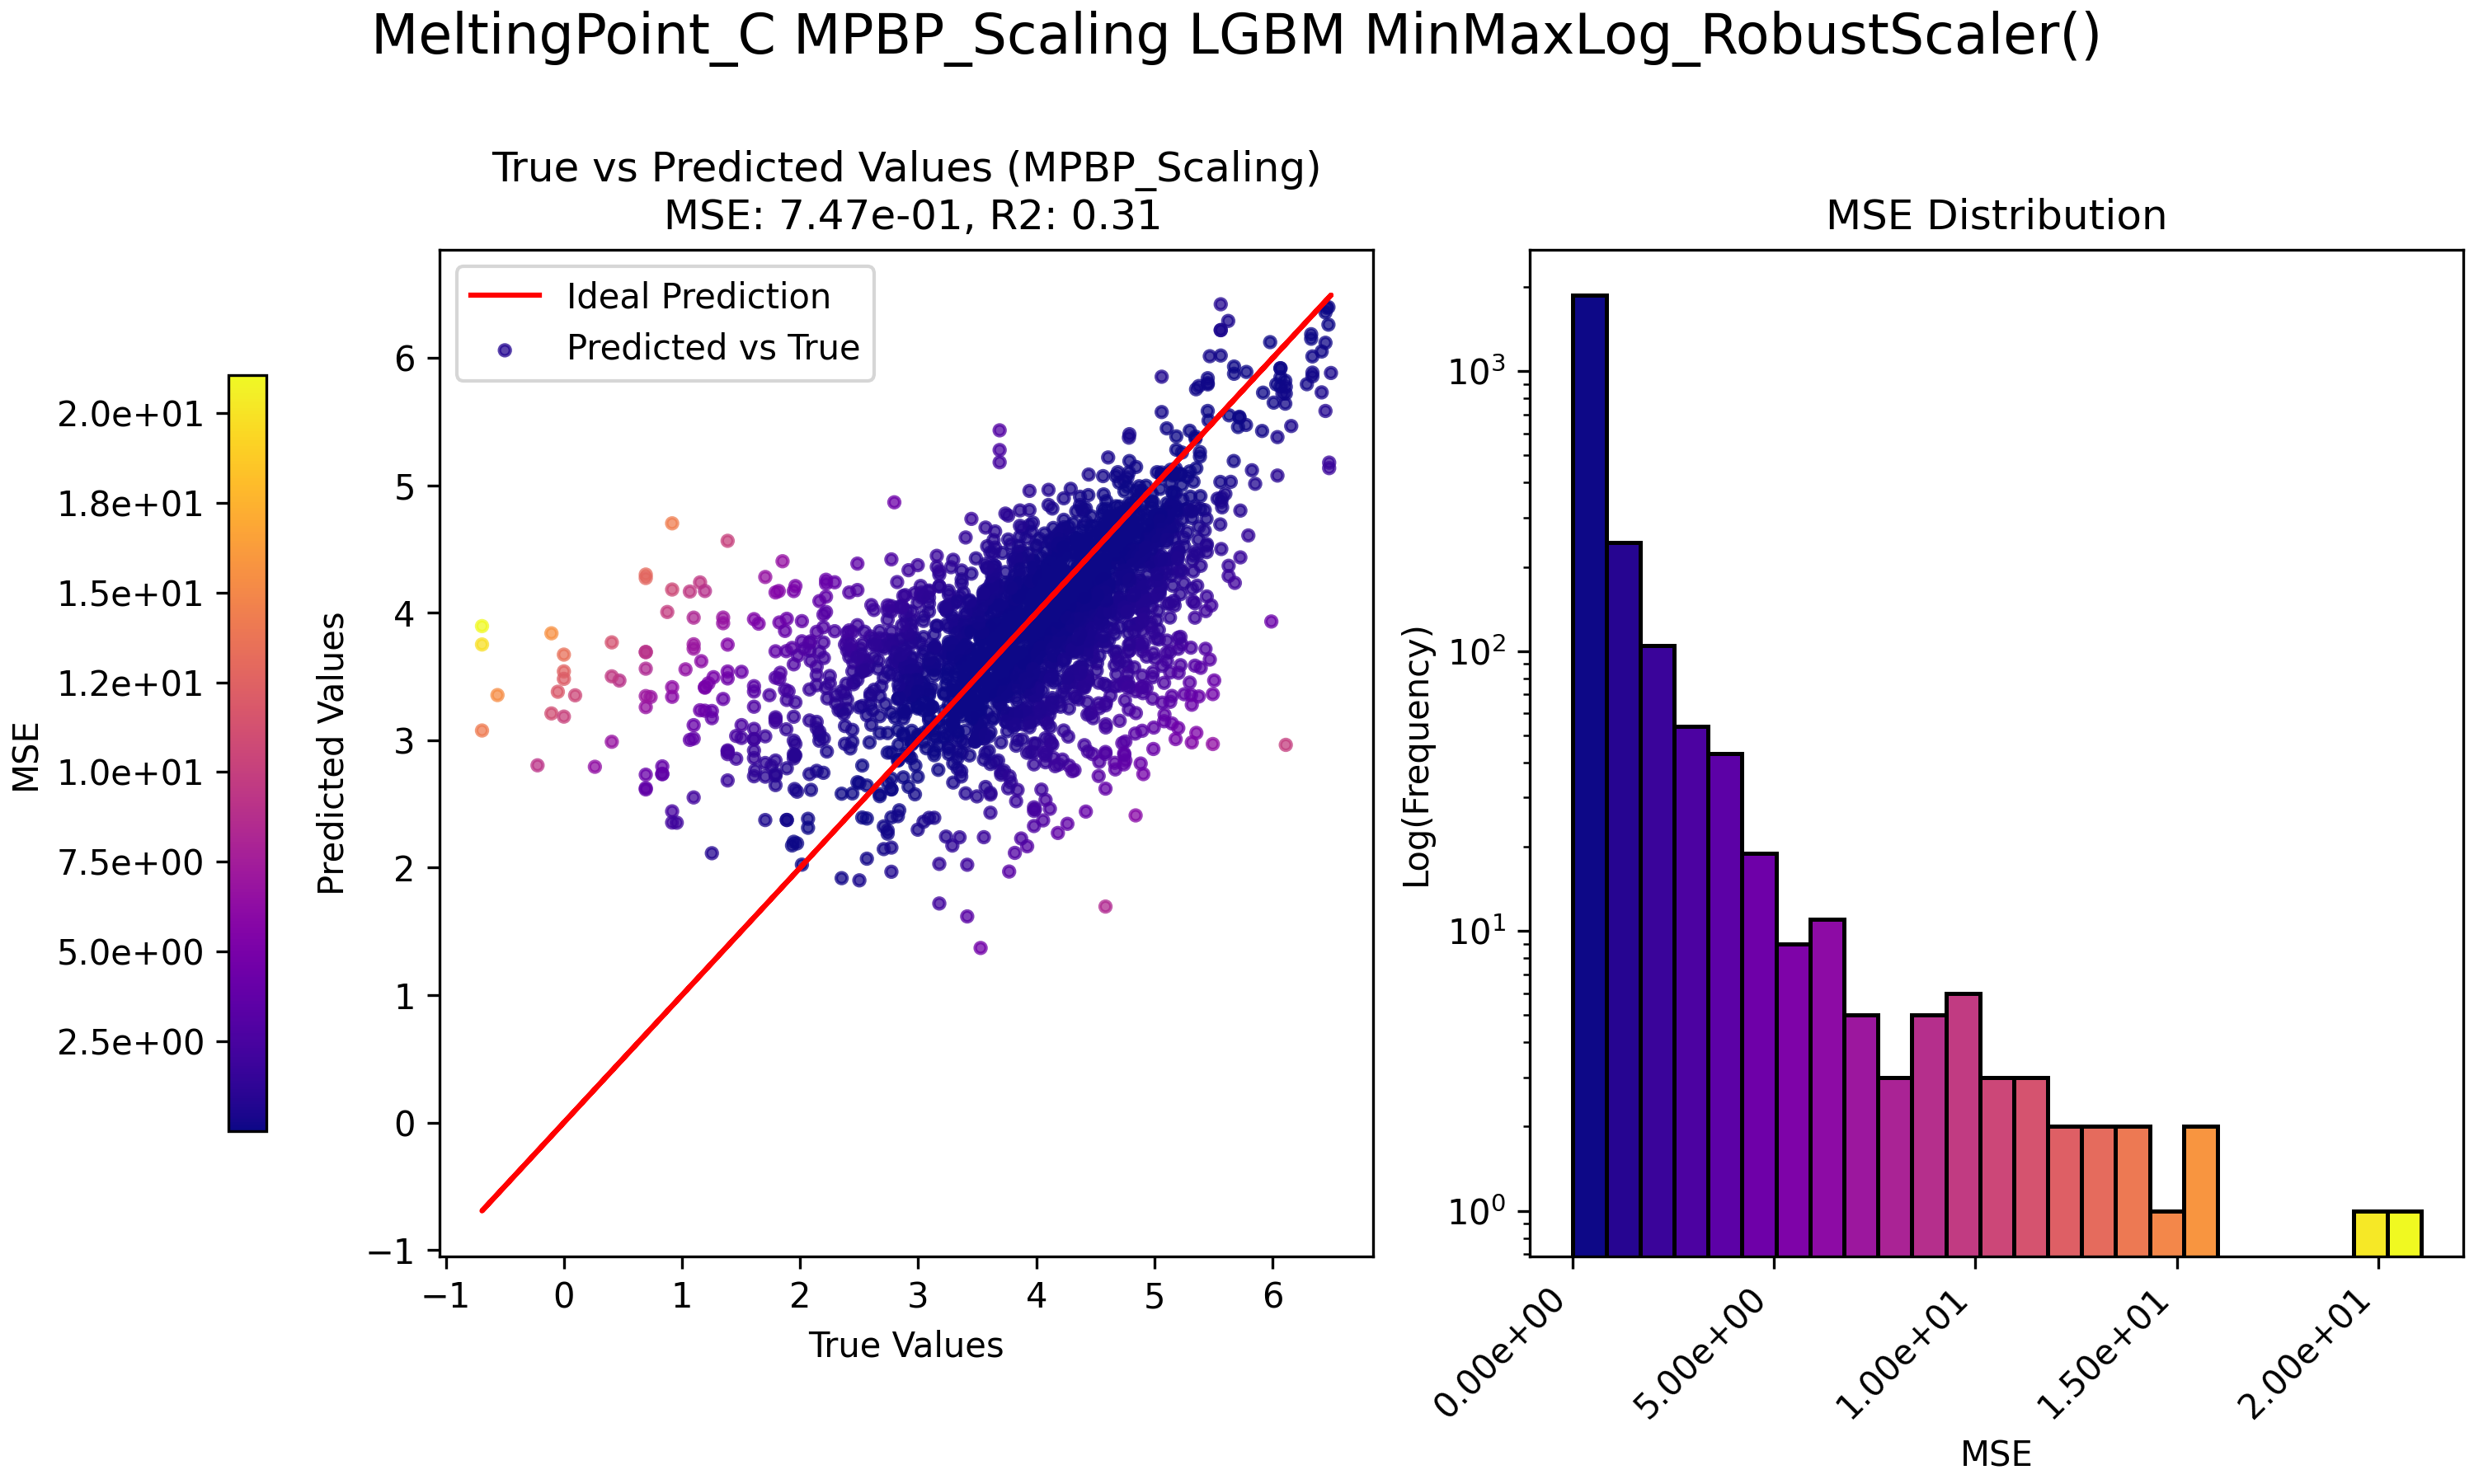 MeltingPoint_C MPBP_Scaling LGBM MinMaxLog_RobustScaler()
True vs Predicted Values (MPBP_Scaling)
MSE: 7.47e-01, R2: 0.31
MSE Distribution
Ideal Prediction
Predicted vs True
MSE
2.0e+01
1.8e+01
1.5e+01
1.2e+01
1.0e+01
7.5e+00
5.0e+00
2.5e+00
Predicted Values
6
5
4
3
2
1
0
−1
−1 0 1 2 3 4 5 6
True Values
Log(Frequency)
10³
10²
10¹
10⁰
0.00e+00 5.00e+00 1.00e+01 1.50e+01 2.00e+01
MSE